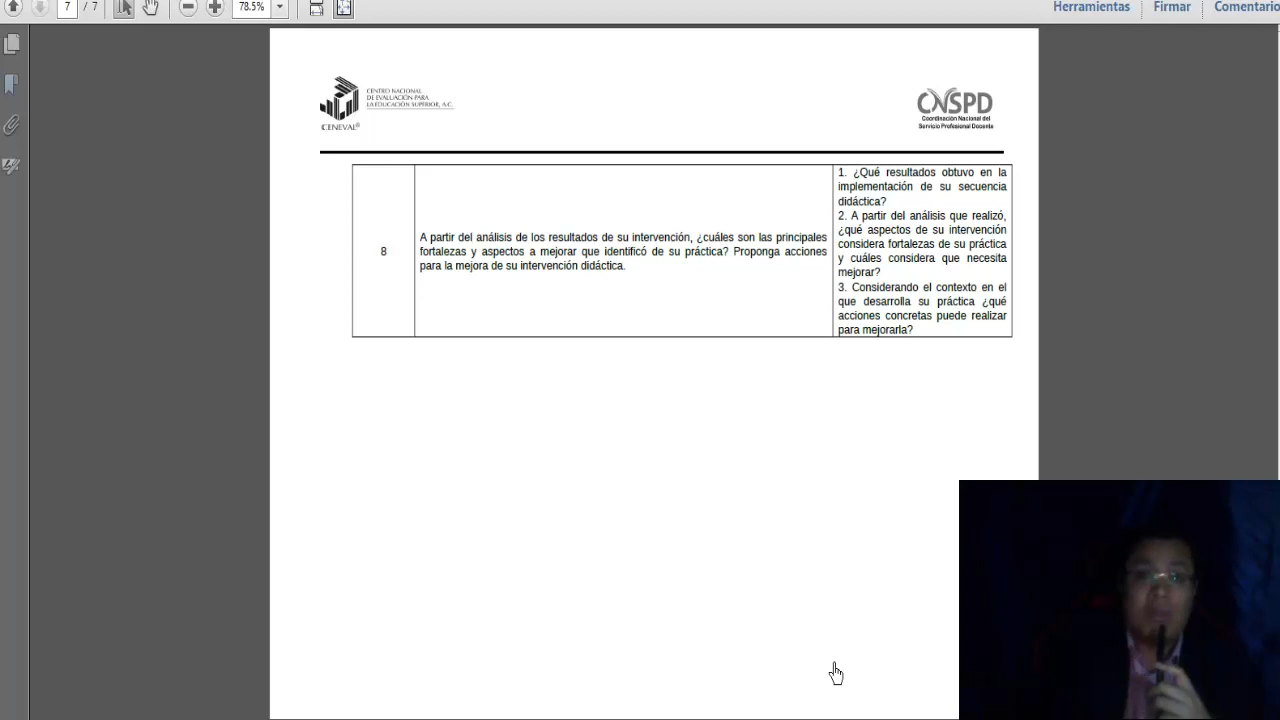 7 / 7
78.5%
Herramientas
Firmar
Comentario
CENTRO NACIONAL
DE EVALUACIÓN PARA
LA EDUCACIÓN SUPERIOR, A.C.
CENEVAL®
CNSPD
Coordinación Nacional del
Servicio Profesional Docente
8
A partir del análisis de los resultados de su intervención, ¿cuáles son las principales
fortalezas y aspectos a mejorar que identificó de su práctica? Proponga acciones
para la mejora de su intervención didáctica.
1. ¿Qué resultados obtuvo en la
implementación de su secuencia
didáctica?
2. A partir del análisis que realizó,
¿qué aspectos de su intervención
considera fortalezas de su práctica
y cuáles considera que necesita
mejorar?
3. Considerando el contexto en el
que desarrolla su práctica ¿qué
acciones concretas puede realizar
para mejorarla?